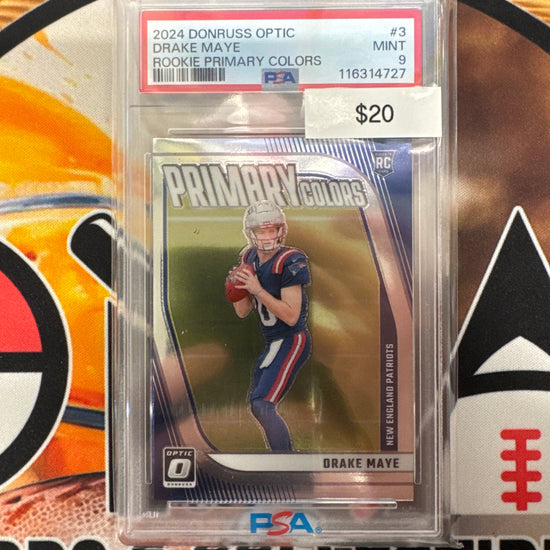 2024 DONRUSS OPTIC #3
DRAKE MAYE MINT
ROOKIE PRIMARY COLORS 9
PSA 116314727
$20
RC
PRIMARY
COLORS
NEW ENGLAND PATRIOTS
DRAKE MAYE
OPTIC
DONRUSS
PSA